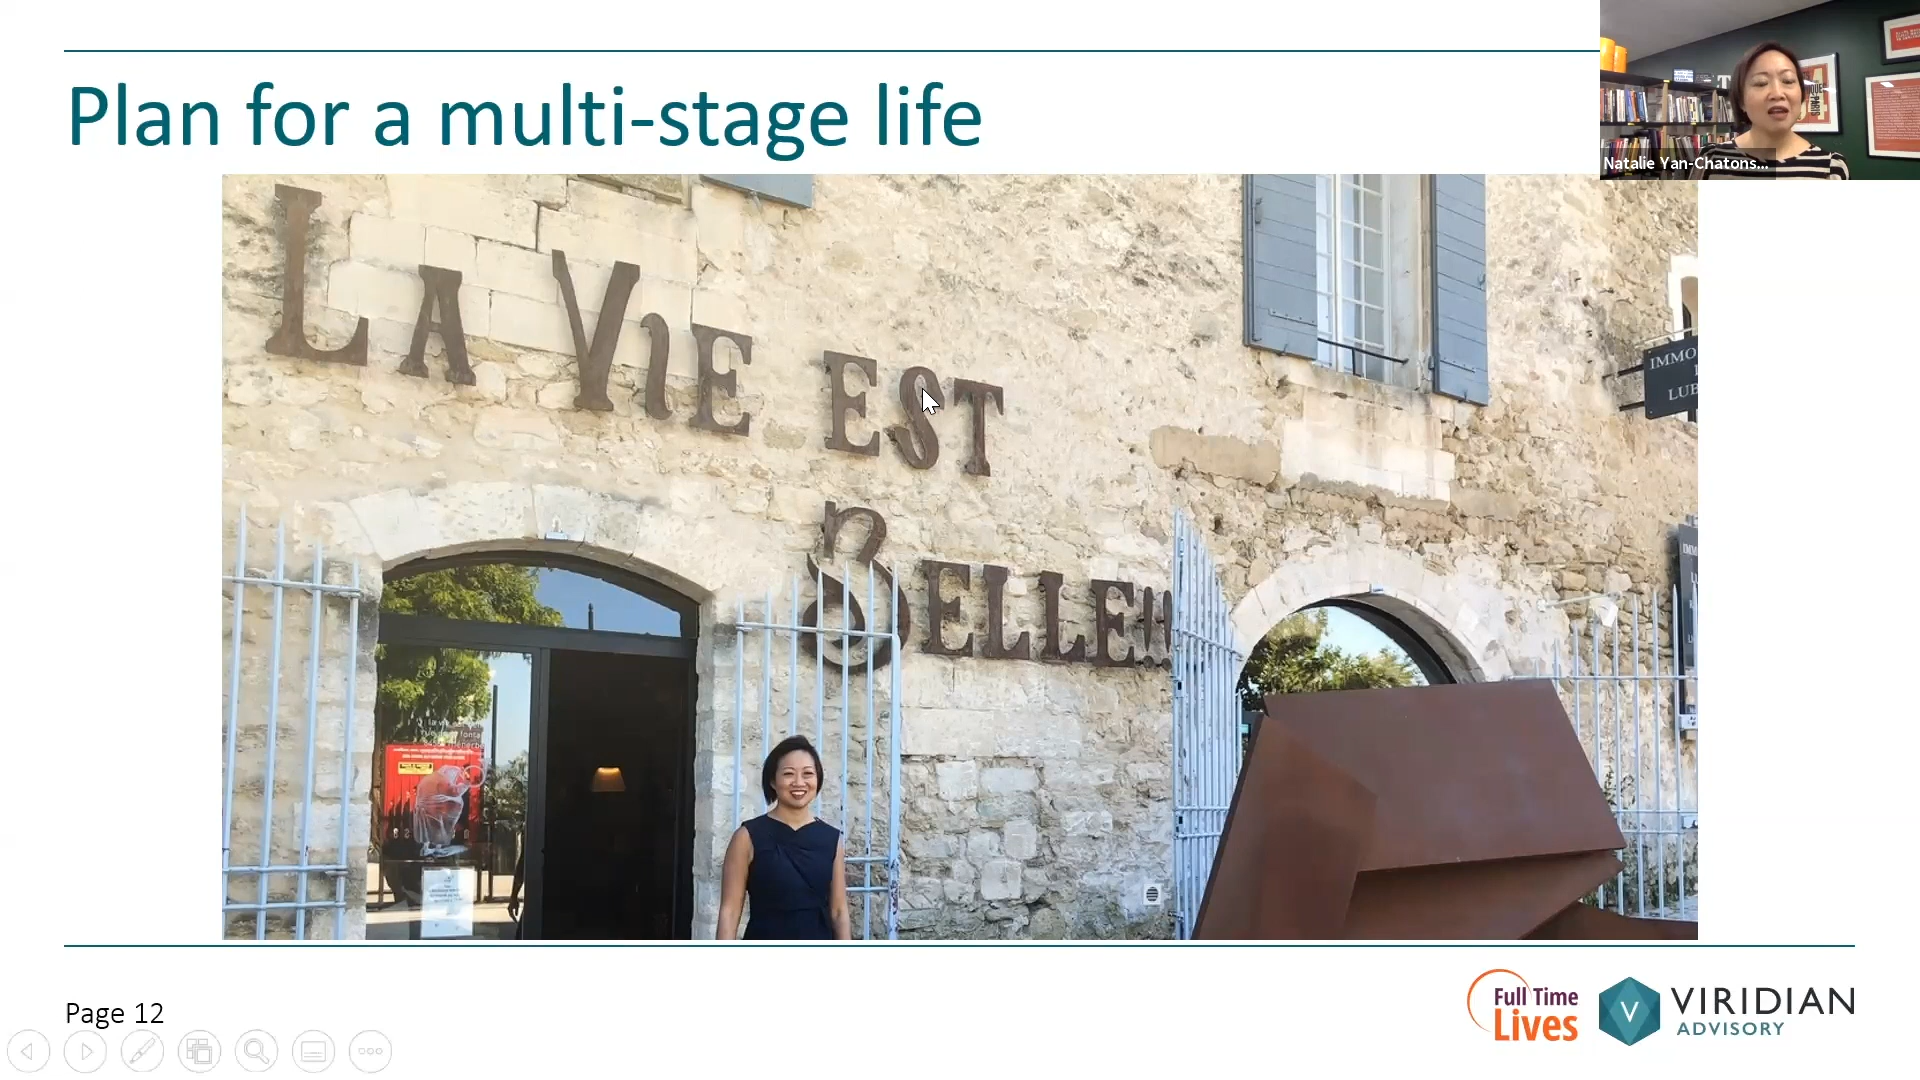 Plan for a multi-stage life
Natalie Yan-Chatons...
LA ViE EST
BELLE!!
IMMO
LUB
Page 12
Full Time
Lives
V
VIRIDIAN
ADVISORY